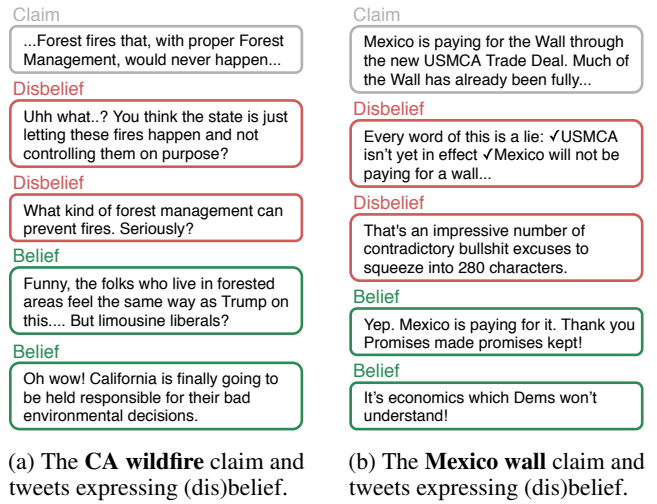 Claim
...Forest fires that, with proper Forest
Management, would never happen...
Disbelief
Uhh what..? You think the state is just
letting these fires happen and not
controlling them on purpose?
Disbelief
What kind of forest management can
prevent fires. Seriously?
Belief
Funny, the folks who live in forested
areas feel the same way as Trump on
this.... But limousine liberals?
Belief
Oh wow! California is finally going to
be held responsible for their bad
environmental decisions.
(a) The CA wildfire claim and
tweets expressing (dis)belief.
Claim
Mexico is paying for the Wall through
the new USMCA Trade Deal. Much of
the Wall has already been fully...
Disbelief
Every word of this is a lie: ✓USMCA
isn't yet in effect ✓Mexico will not be
paying for a wall...
Disbelief
That's an impressive number of
contradictory bullshit excuses to
squeeze into 280 characters.
Belief
Yep. Mexico is paying for it. Thank you
Promises made promises kept!
Belief
It's economics which Dems won't
understand!
(b) The Mexico wall claim and
tweets expressing (dis)belief.